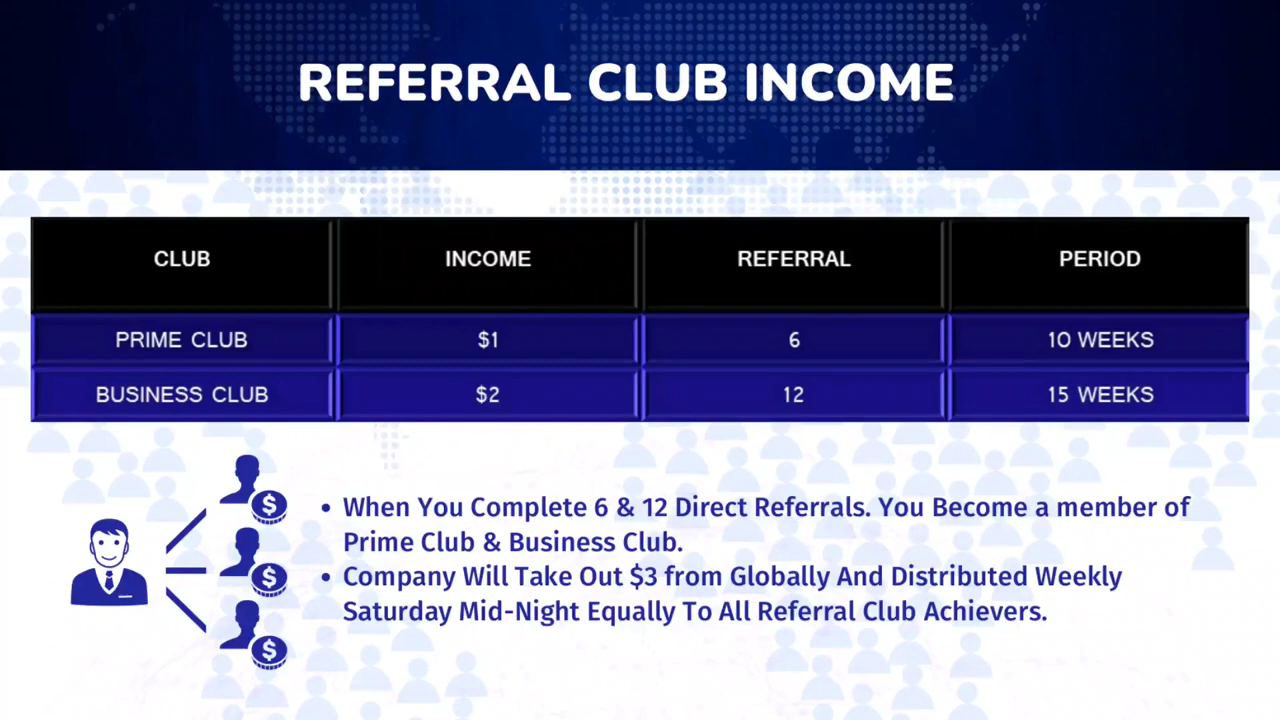 REFERRAL CLUB INCOME
CLUB INCOME REFERRAL PERIOD
PRIME CLUB $1 6 10 WEEKS
BUSINESS CLUB $2 12 15 WEEKS
• When You Complete 6 & 12 Direct Referrals. You Become a member of
Prime Club & Business Club.
• Company Will Take Out $3 from Globally And Distributed Weekly
Saturday Mid-Night Equally To All Referral Club Achievers.
$
$
$